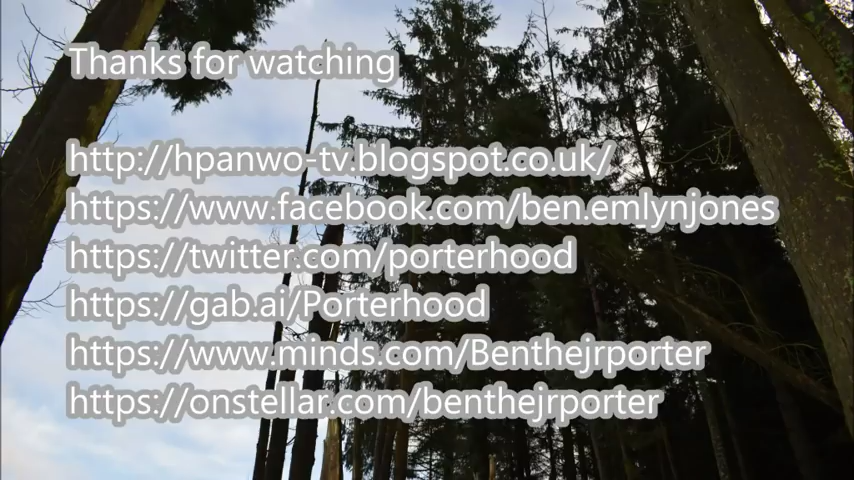 Thanks for watching
http://hpanwo-tv.blogspot.co.uk/
https://www.facebook.com/ben.emlynjones
https://twitter.com/porterhood
https://gab.ai/Porterhood
https://www.minds.com/Benthejrporter
https://onstellar.com/benthejrporter